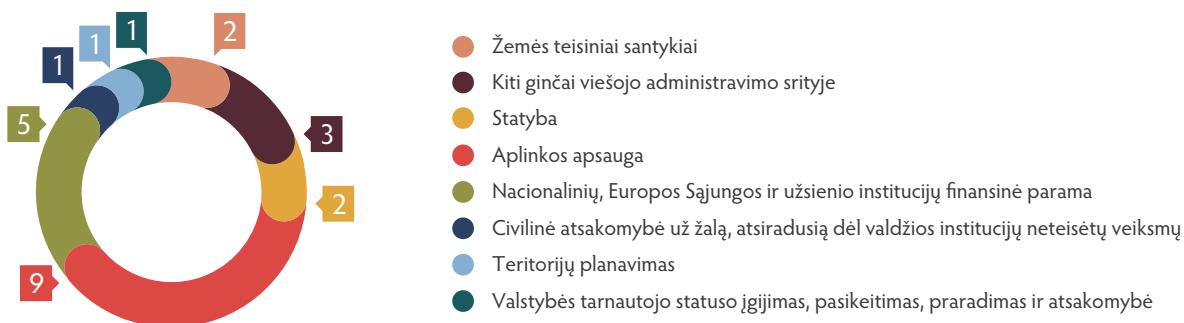 1
1
1
2
5
3
2
9
Žemės teisiniai santykiai
Kiti ginčai viešojo administravimo srityje
Statyba
Aplinkos apsauga
Nacionalinių, Europos Sąjungos ir užsienio institucijų finansinė parama
Civilinė atsakomybė už žalą, atsiradusią dėl valdžios institucijų neteisėtų veiksmų
Teritorijų planavimas
Valstybės tarnautojo statuso įgijimas, pasikeitimas, praradimas ir atsakomybė